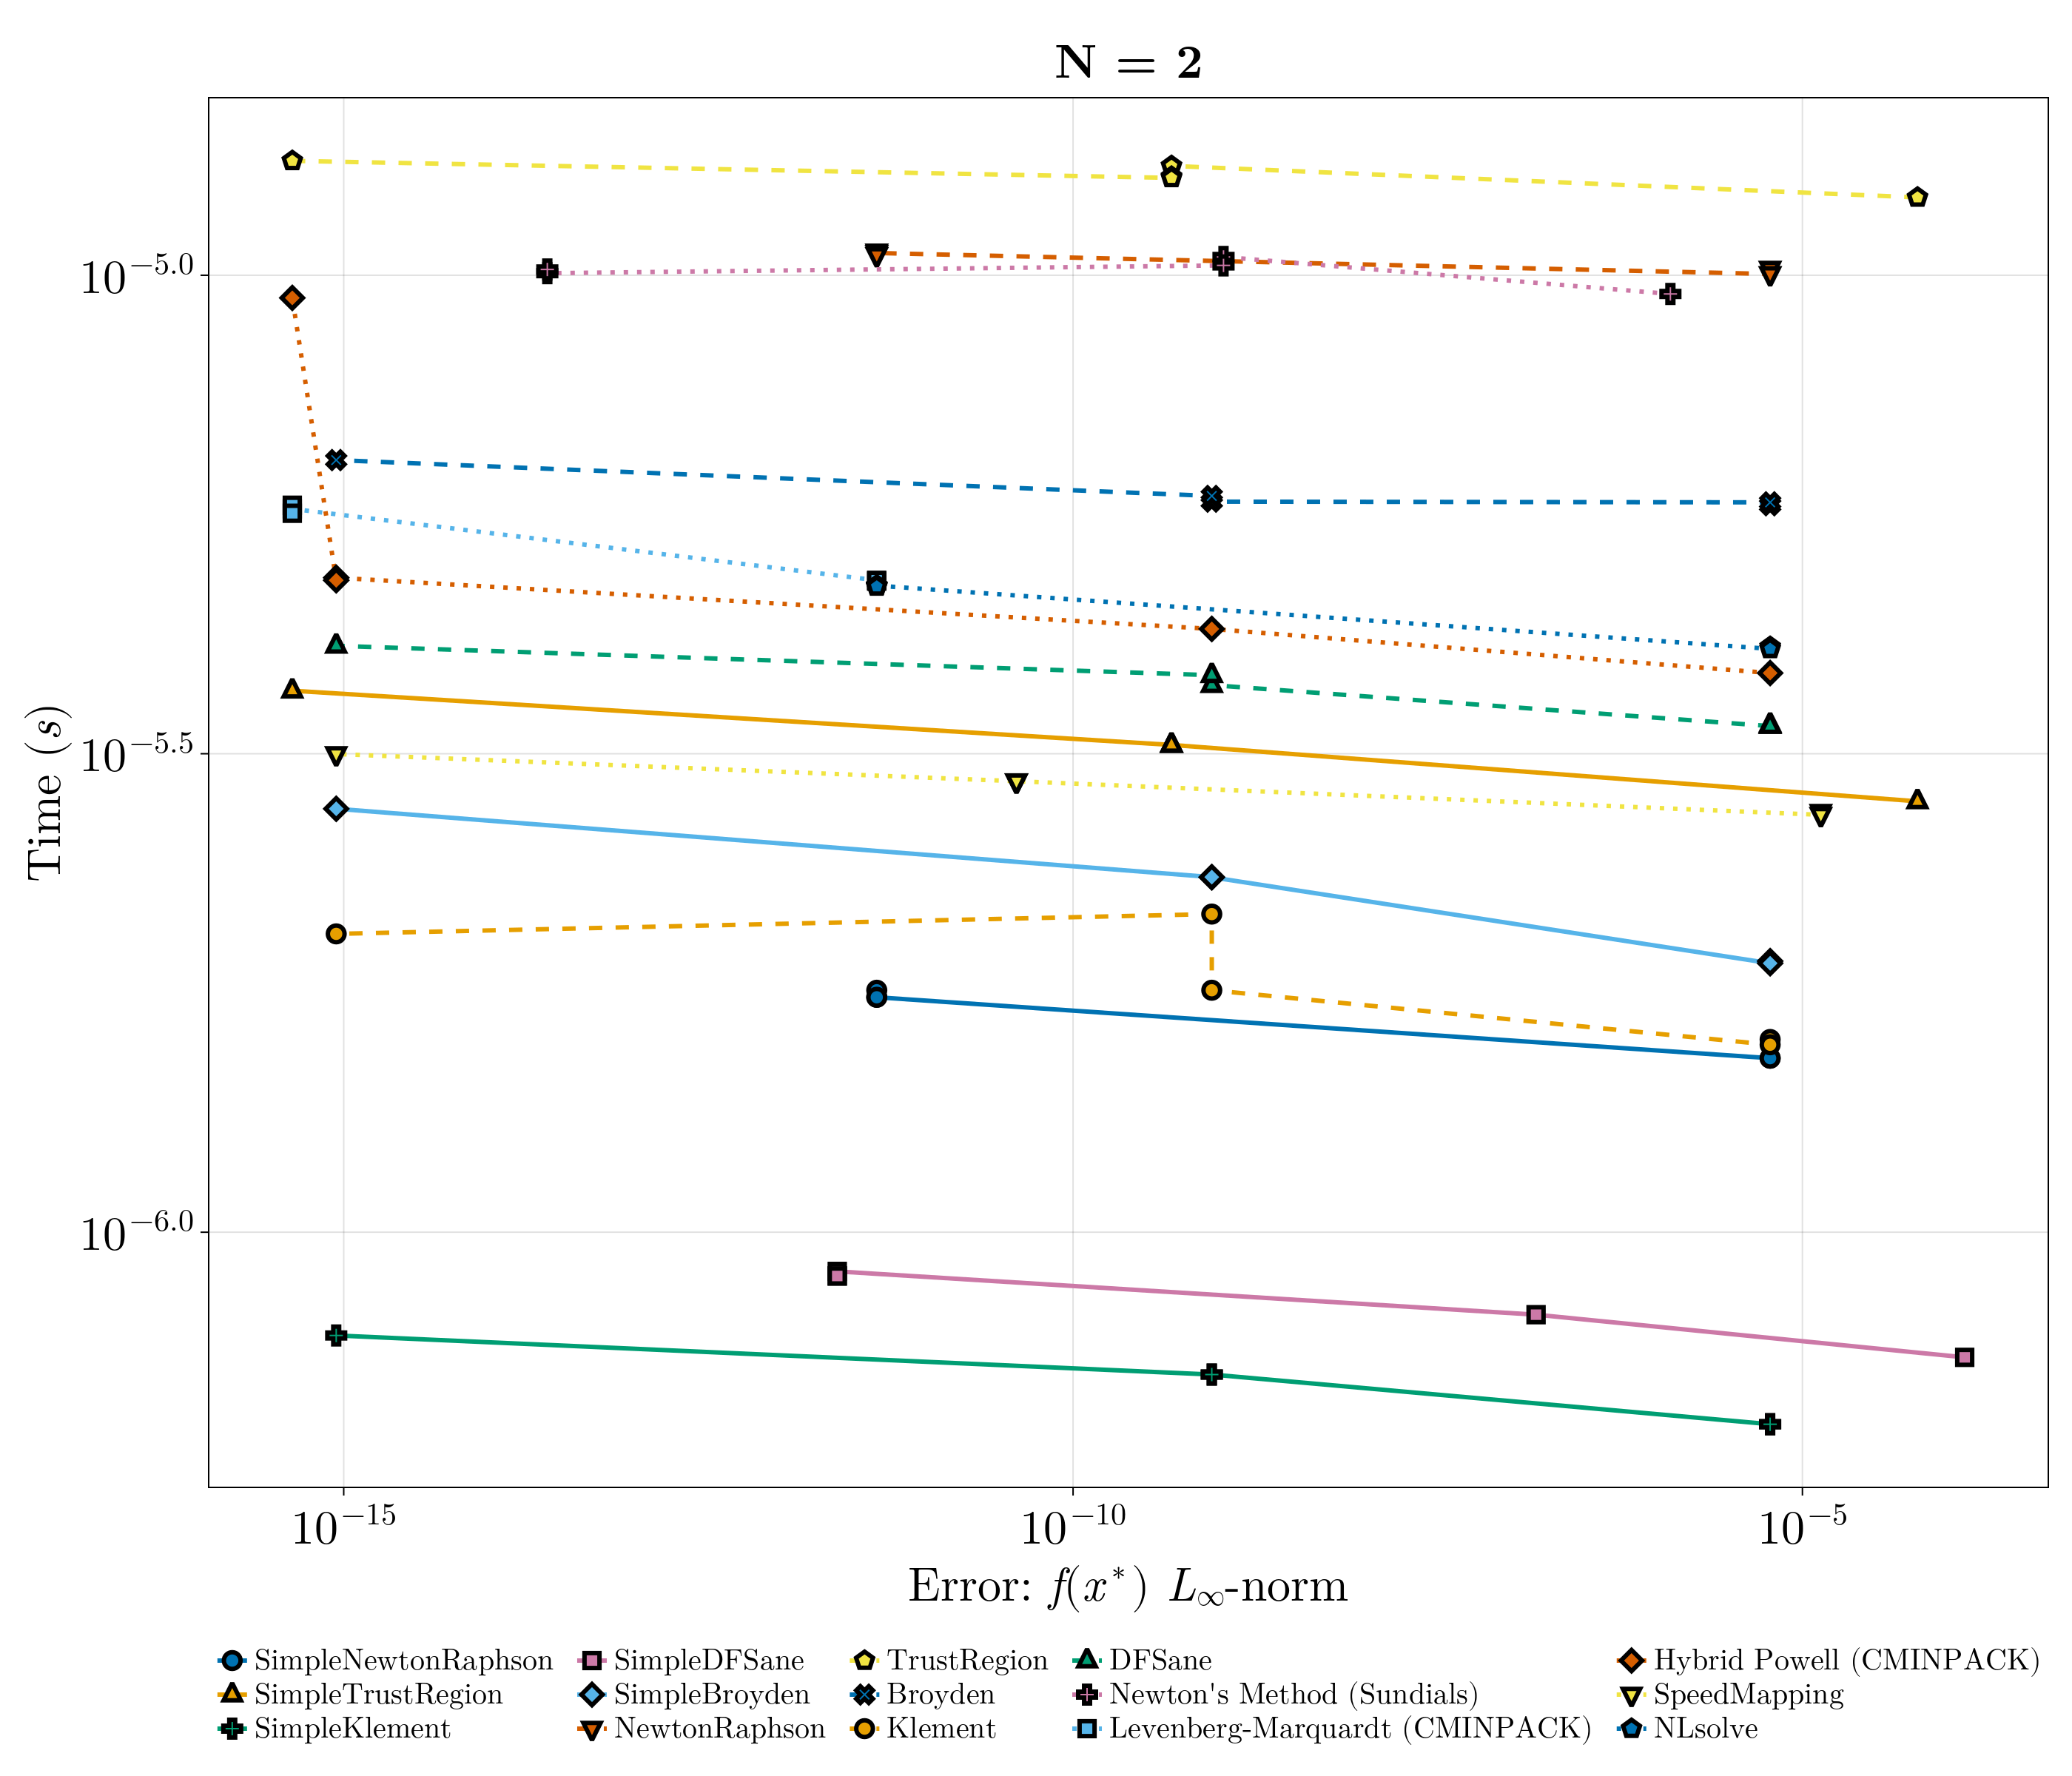 N = 2
Time (s)
10^−5.0
10^−5.5
10^−6.0
10^−15 10^−10 10^−5
Error: f(x*) L∞-norm
SimpleNewtonRaphson SimpleDFSane TrustRegion DFSane Hybrid Powell (CMINPACK)
SimpleTrustRegion SimpleBroyden Broyden Newton's Method (Sundials) SpeedMapping
SimpleKlement NewtonRaphson Klement Levenberg-Marquardt (CMINPACK) NLsolve